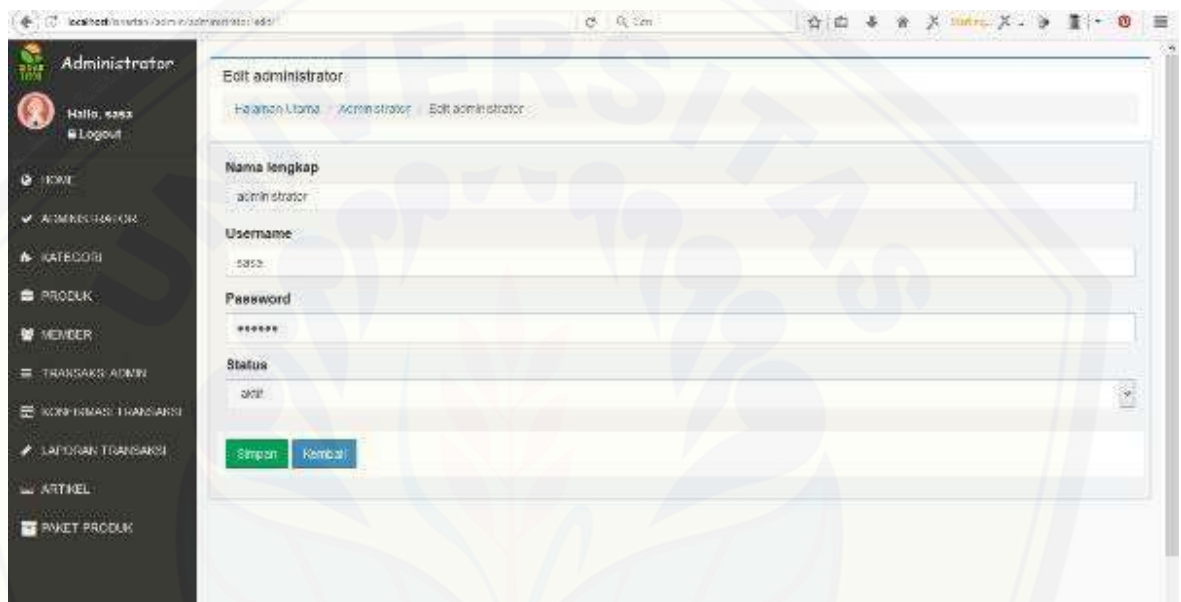 Administrator
Hallo, sasa
Logout
HOME
ADMINISTRATOR
KATEGORI
PRODUK
MEMBER
TRANSAKSI ADMIN
KONFIRMASI TRANSAKSI
LAPORAN TRANSAKSI
ARTIKEL
PAKET PRODUK
Edit administrator
Halaman Utama / Administrator / Edit administrator
Nama lengkap
administrator
Username
sasa
Password
******
Status
aktif
Simpan
Kembali
UNIVERSITAS